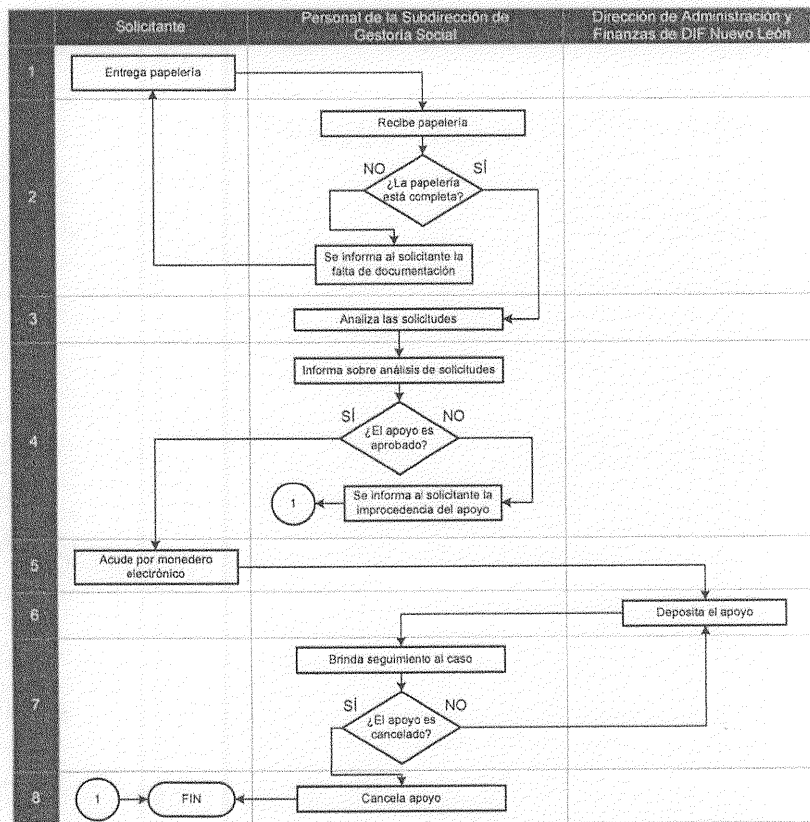 Solicitante
Personal de la Subdirección de
Gestoría Social
Dirección de Administración y
Finanzas de DIF Nuevo León
1
Entrega papelería
Recibe papelería
2
NO
SÍ
¿La papelería
está completa?
Se informa al solicitante la
falta de documentación
3
Analiza las solicitudes
Informa sobre análisis de solicitudes
4
SÍ
NO
¿El apoyo es
aprobado?
1
Se informa al solicitante la
improcedencia del apoyo
5
Acude por monedero
electrónico
6
Deposita el apoyo
Brinda seguimiento al caso
7
SÍ
NO
¿El apoyo es
cancelado?
8
1
FIN
Cancela apoyo